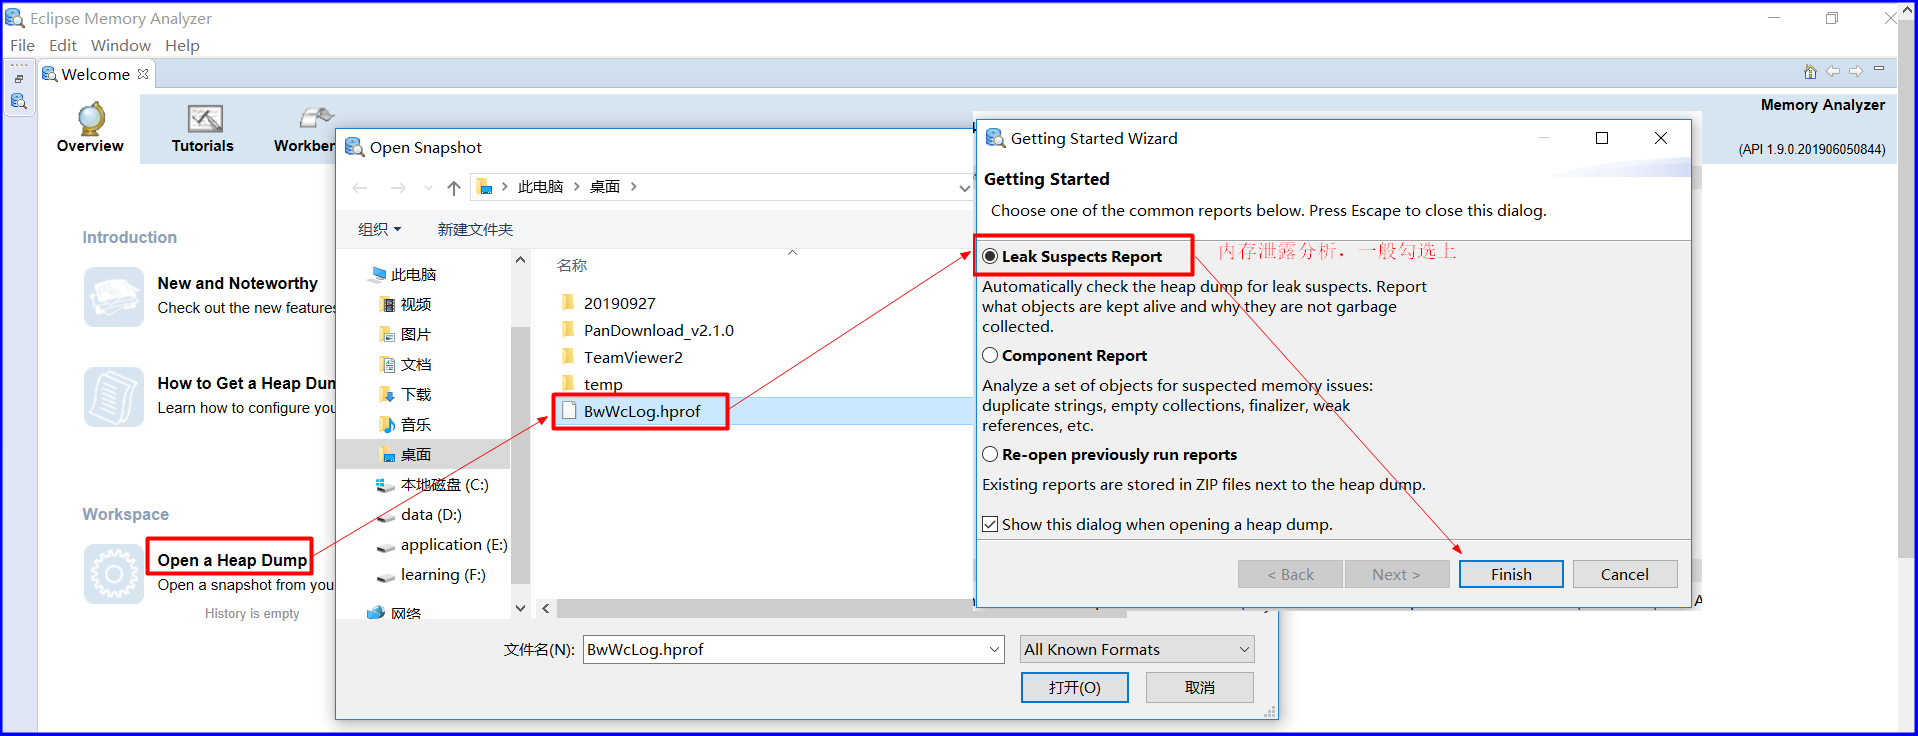 Eclipse Memory Analyzer
File Edit Window Help
Welcome
Memory Analyzer
(API 1.9.0.201906050844)
Overview
Tutorials
Workben
Introduction
New and Noteworthy
Check out the new features
How to Get a Heap Dum
Learn how to configure you
Workspace
Open a Heap Dump
Open a snapshot from you
History is empty
Open Snapshot
此电脑 > 桌面 >
组织 新建文件夹
此电脑
视频
图片
文档
下载
音乐
桌面
本地磁盘 (C:)
data (D:)
application (E:)
learning (F:)
网络
名称
20190927
PanDownload_v2.1.0
TeamViewer2
temp
BwWcLog.hprof
文件名(N): BwWcLog.hprof
All Known Formats
打开(O) 取消
Getting Started Wizard
Getting Started
Choose one of the common reports below. Press Escape to close this dialog.
Leak Suspects Report
内存泄露分析，一般勾选上
Automatically check the heap dump for leak suspects. Report
what objects are kept alive and why they are not garbage
collected.
Component Report
Analyze a set of objects for suspected memory issues:
duplicate strings, empty collections, finalizer, weak
references, etc.
Re-open previously run reports
Existing reports are stored in ZIP files next to the heap dump.
Show this dialog when opening a heap dump.
< Back Next > Finish Cancel